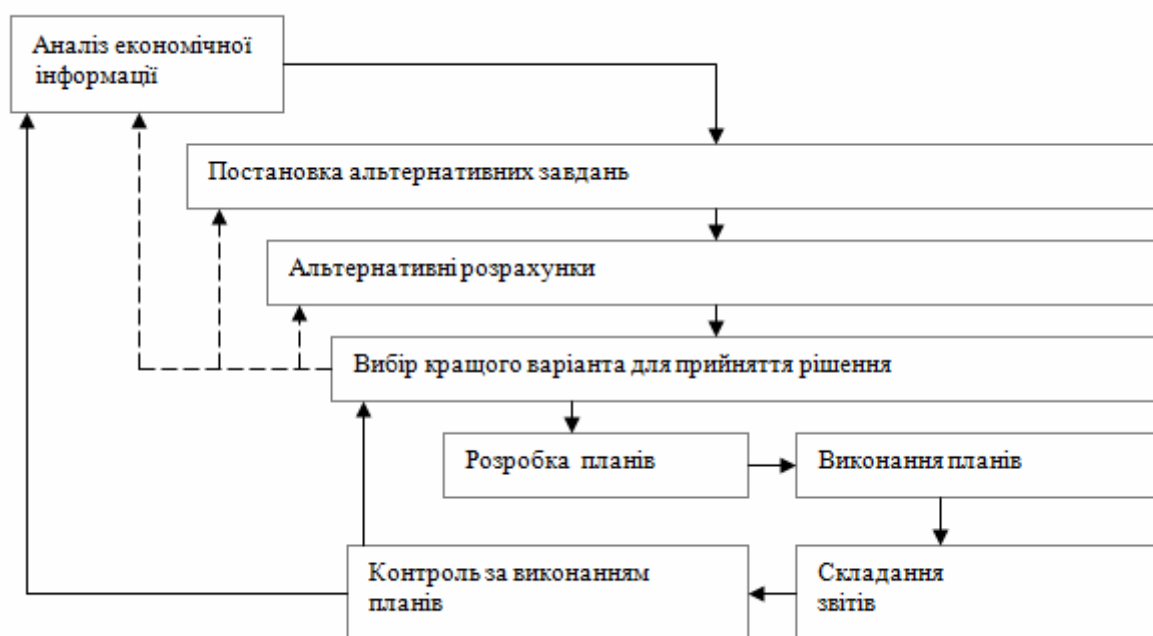 Аналіз економічної
інформації
Постановка альтернативних завдань
Альтернативні розрахунки
Вибір кращого варіанта для прийняття рішення
Розробка планів
Виконання планів
Контроль за виконанням
планів
Складання
звітів